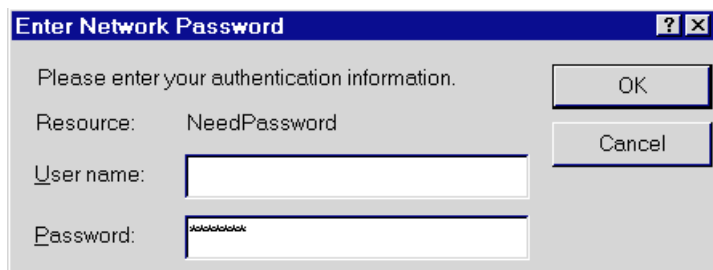 Enter Network Password
Please enter your authentication information.
OK
Resource: NeedPassword
Cancel
User name:
Password: ********